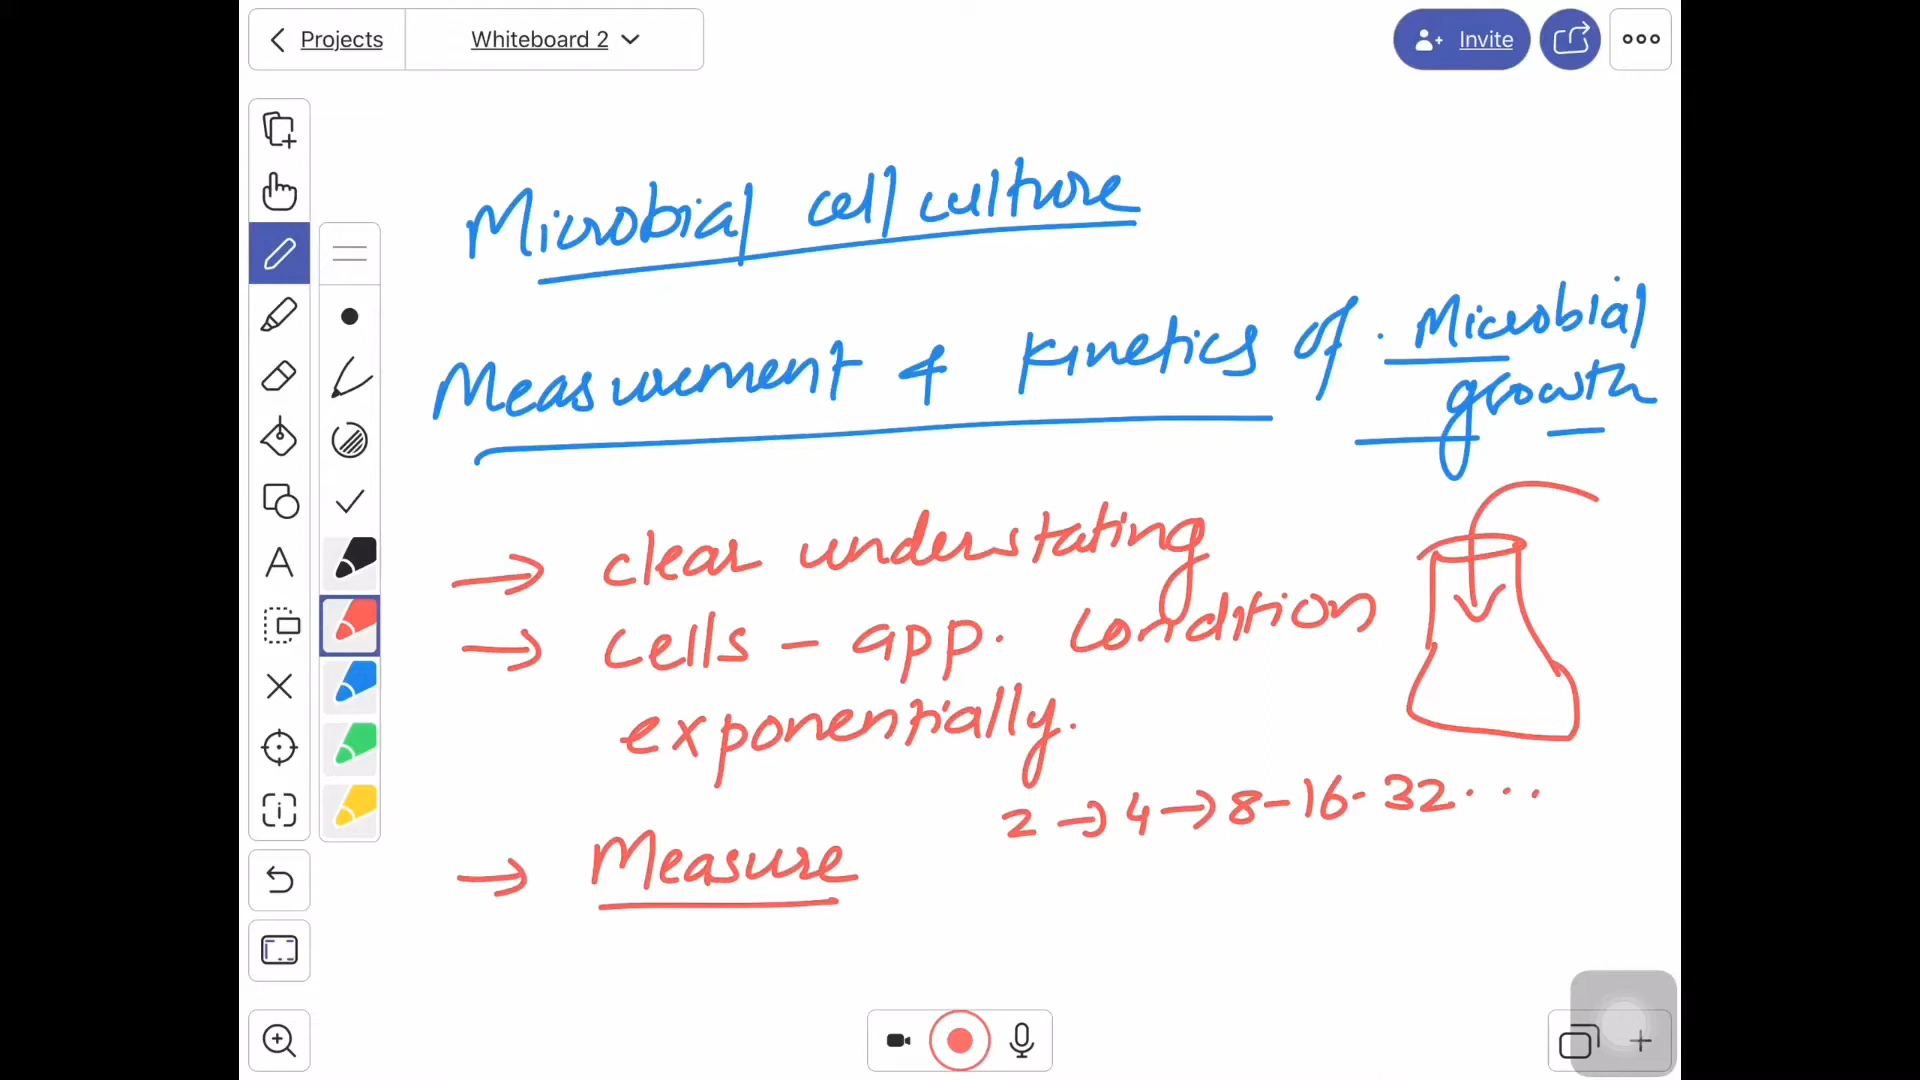 Projects
Whiteboard 2
Invite
Microbial cell culture
Measurement & Kinetics of . Microbial
growth
→ clear understating
→ cells - app. condition
exponentially.
2 → 4 → 8 - 16 - 32 . . .
→ Measure
A